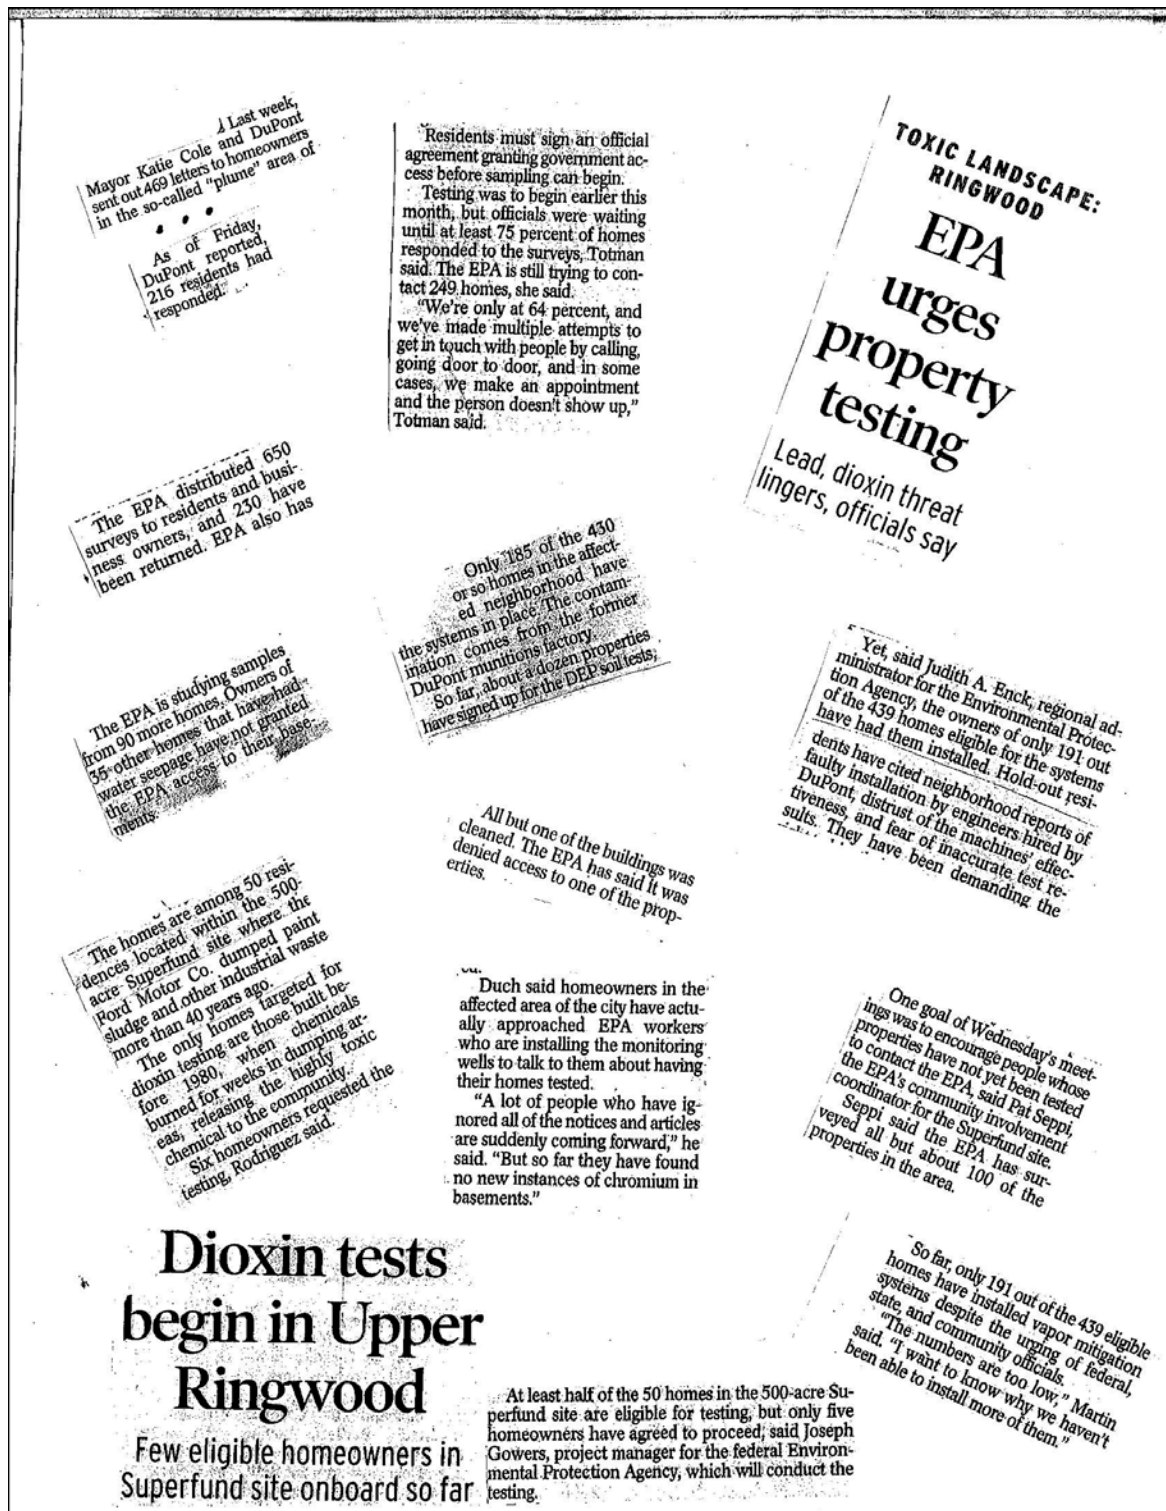 Last week,
Mayor Katie Cole and DuPont
sent out 469 letters to homeowners
in the so-called "plume" area of
• • •
As of Friday,
DuPont reported,
216 residents had
responded.
Residents must sign an official
agreement granting government ac-
cess before sampling can begin.
Testing was to begin earlier this
month, but officials were waiting
until at least 75 percent of homes
responded to the surveys, Totman
said. The EPA is still trying to con-
tact 249 homes, she said.
"We're only at 64 percent, and
we've made multiple attempts to
get in touch with people by calling,
going door to door, and in some
cases, we make an appointment
and the person doesn't show up,"
Totman said.
TOXIC LANDSCAPE:
RINGWOOD
EPA
urges
property
testing
Lead, dioxin threat
lingers, officials say
The EPA distributed 650
surveys to residents and busi-
ness owners, and 230 have
been returned. EPA also has
Only 185 of the 430
or so homes in the affect-
ed neighborhood have
the systems in place. The contam-
ination comes from the former
DuPont munitions factory.
So far, about a dozen properties
have signed up for the DEP soil tests,
The EPA is studying samples
from 90 more homes. Owners of
35 other homes that have had
water seepage have not granted
the EPA access to their base-
ments.
Yet, said Judith A. Enck, regional ad-
ministrator for the Environmental Protec-
tion Agency, the owners of only 191 out
of the 439 homes eligible for the systems
have had them installed. Hold-out resi-
dents have cited neighborhood reports of
faulty installation by engineers hired by
DuPont, distrust of the machines' effec-
tiveness, and fear of inaccurate test re-
sults. They have been demanding the
All but one of the buildings was
cleaned. The EPA has said it was
denied access to one of the prop-
erties.
The homes are among 50 resi-
dences located within the 500-
acre Superfund site where the
Ford Motor Co. dumped paint
sludge and other industrial waste
more than 40 years ago.
The only homes targeted for
dioxin testing are those built be-
fore 1980, when chemicals
burned for weeks in dumping ar-
eas, releasing the highly toxic
chemical to the community.
Six homeowners requested the
testing, Rodriguez said.
Duch said homeowners in the
affected area of the city have actu-
ally approached EPA workers
who are installing the monitoring
wells to talk to them about having
their homes tested.
"A lot of people who have ig-
nored all of the notices and articles
are suddenly coming forward," he
said. "But so far they have found
no new instances of chromium in
basements."
One goal of Wednesday's meet-
ings was to encourage people whose
properties have not yet been tested
to contact the EPA, said Pat Seppi,
the EPA's community involvement
coordinator for the Superfund site.
Seppi said the EPA has sur-
veyed all but about 100 of the
properties in the area.
Dioxin tests
begin in Upper
Ringwood
Few eligible homeowners in
Superfund site onboard so far
At least half of the 50 homes in the 500-acre Su-
perfund site are eligible for testing, but only five
homeowners have agreed to proceed, said Joseph
Gowers, project manager for the federal Environ-
mental Protection Agency, which will conduct the
testing.
So far, only 191 out of the 439 eligible
homes have installed vapor mitigation
systems despite the urging of federal,
state, and community officials.
"The numbers are too low," Martin
said. "I want to know why we haven't
been able to install more of them."